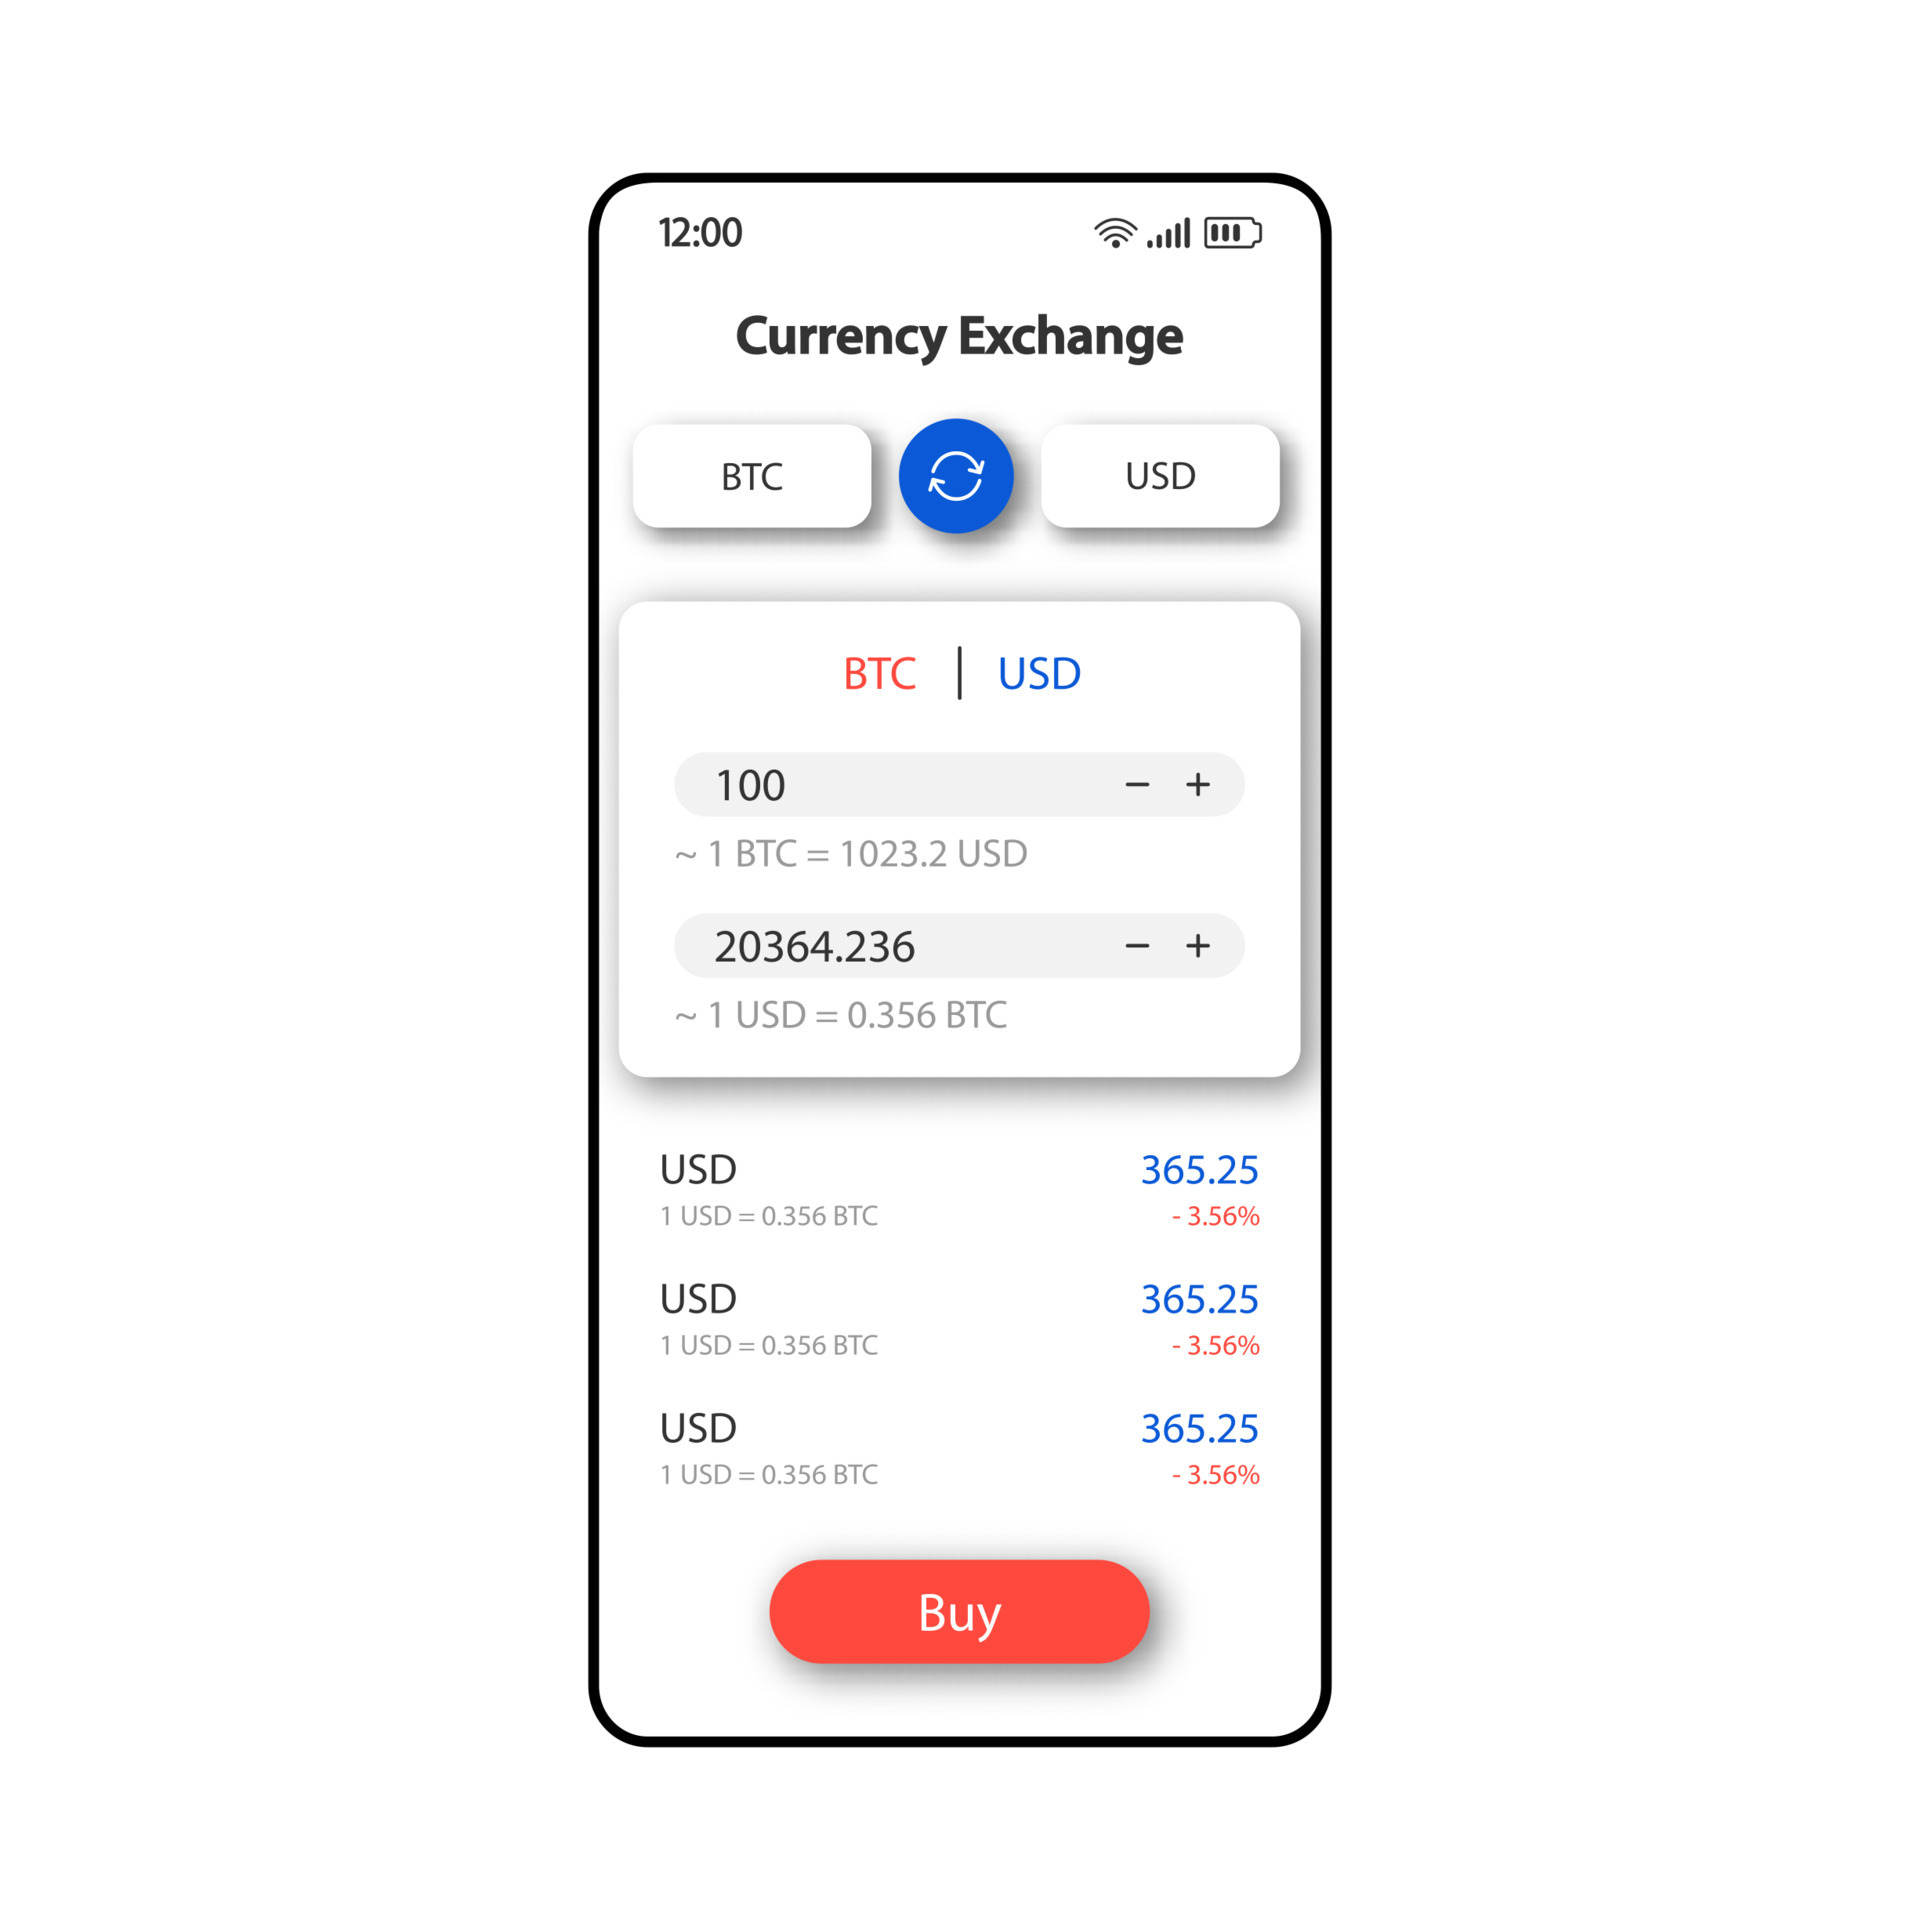 12:00
Currency Exchange
BTC
USD
BTC | USD
100 − +
~ 1 BTC = 1023.2 USD
20364.236 − +
~ 1 USD = 0.356 BTC
USD 365.25
1 USD = 0.356 BTC - 3.56%
USD 365.25
1 USD = 0.356 BTC - 3.56%
USD 365.25
1 USD = 0.356 BTC - 3.56%
Buy